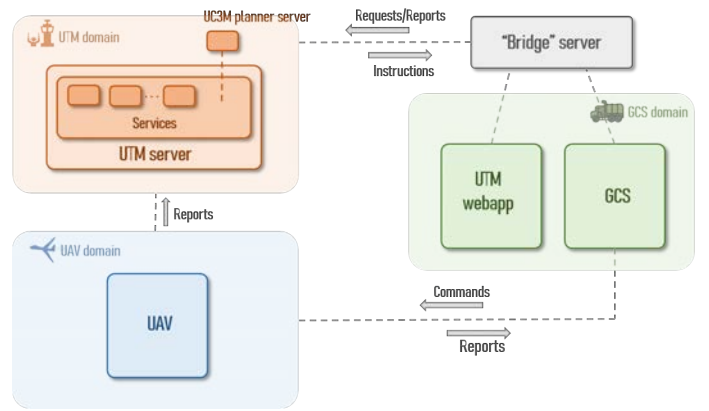 UC3M planner server
UTM domain
Requests/Reports
"Bridge" server
Instructions
Services
UTM server
GCS domain
UTM
webapp
GCS
Reports
UAV domain
UAV
Commands
Reports